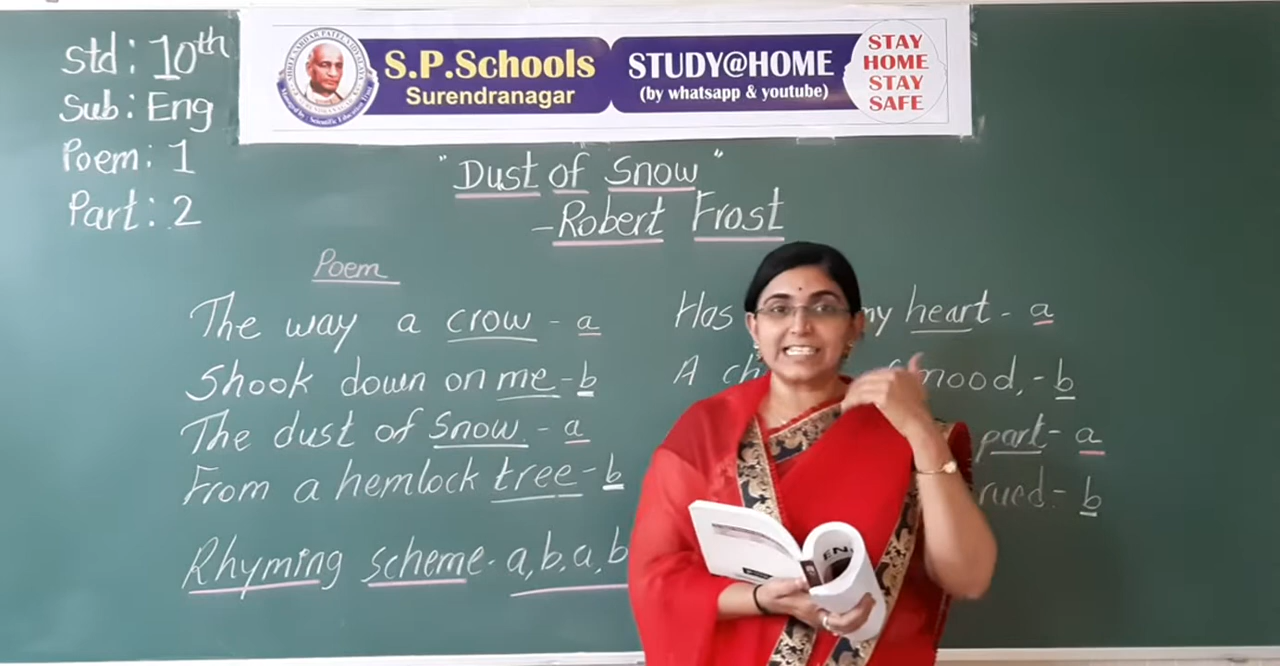 std: 10th
Sub: Eng
Poem: 1
Part: 2
S.P.Schools
Surendranagar
STUDY@HOME
(by whatsapp & youtube)
STAY
HOME
STAY
SAFE
"Dust of Snow"
-Robert Frost
Poem
The way a crow - a
Shook down on me - b
The dust of snow - a
From a hemlock tree - b
Rhyming scheme - a, b, a, b
Has my heart - a
A mood, - b
part - a
rued. - b